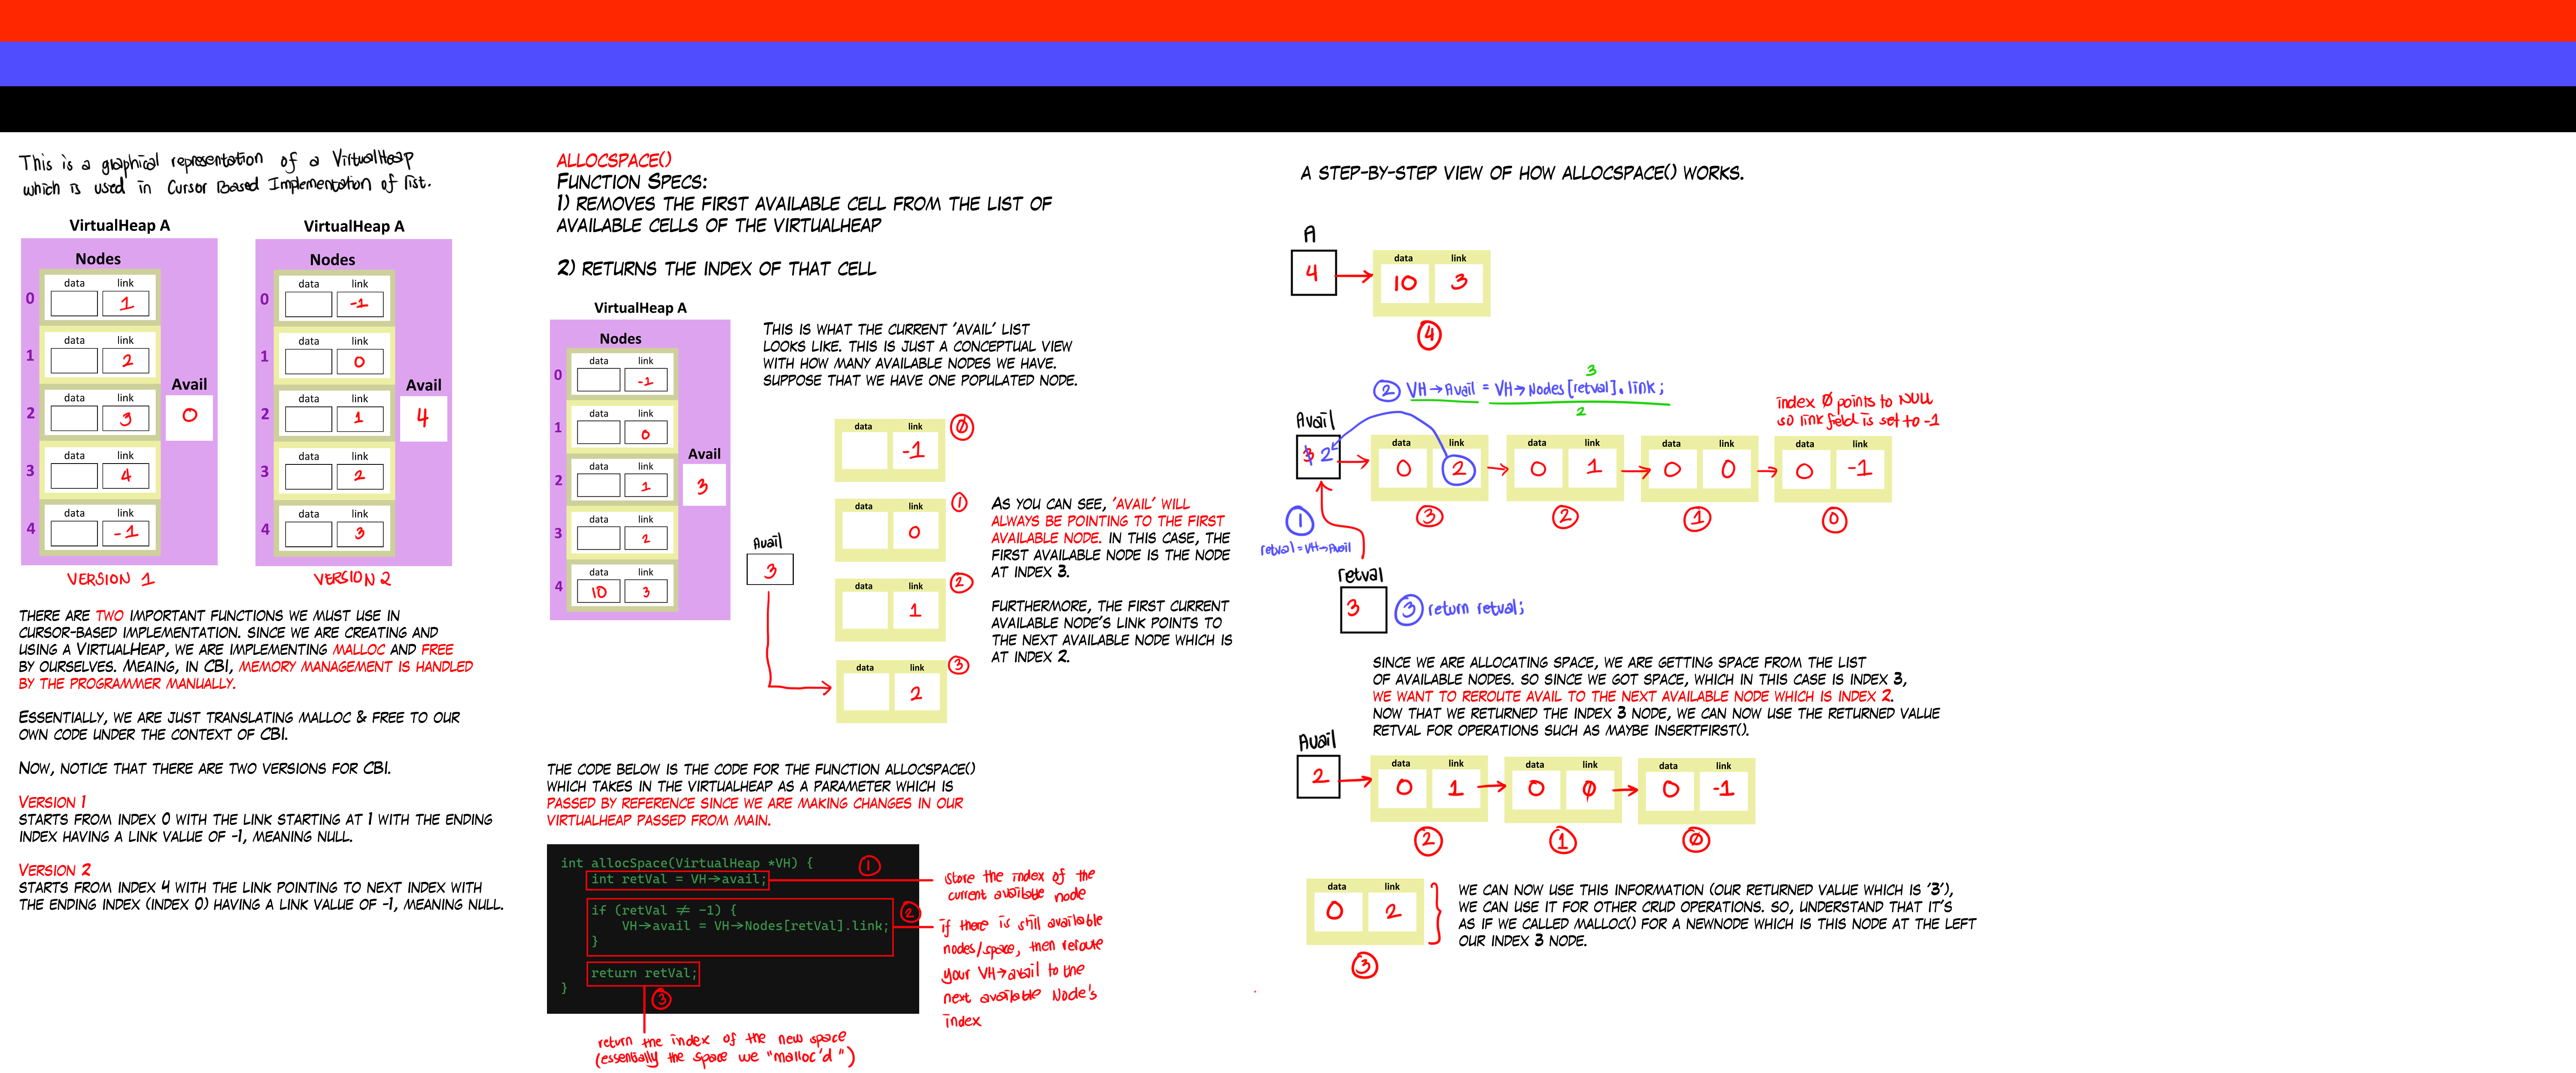 This is a graphical representation of a VirtualHeap
which is used in Cursor Based Implementation of list.
VirtualHeap A
Nodes
data link
0 1
data link
1 2
data link
2 3
data link
3 4
data link
4 -1
Avail
0
VERSION 1
VirtualHeap A
Nodes
data link
0 -1
data link
1 0
data link
2 1
data link
3 2
data link
4 3
Avail
4
VERSION 2
THERE ARE TWO IMPORTANT FUNCTIONS WE MUST USE IN
CURSOR-BASED IMPLEMENTATION. SINCE WE ARE CREATING AND
USING A VIRTUALHEAP, WE ARE IMPLEMENTING MALLOC AND FREE
BY OURSELVES. MEAING, IN CBI, MEMORY MANAGEMENT IS HANDLED
BY THE PROGRAMMER MANUALLY.
ESSENTIALLY, WE ARE JUST TRANSLATING MALLOC & FREE TO OUR
OWN CODE UNDER THE CONTEXT OF CBI.
NOW, NOTICE THAT THERE ARE TWO VERSIONS FOR CBI.
VERSION 1
STARTS FROM INDEX 0 WITH THE LINK STARTING AT 1 WITH THE ENDING
INDEX HAVING A LINK VALUE OF -1, MEANING NULL.
VERSION 2
STARTS FROM INDEX 4 WITH THE LINK POINTING TO NEXT INDEX WITH
THE ENDING INDEX (INDEX 0) HAVING A LINK VALUE OF -1, MEANING NULL.
ALLOCSPACE()
FUNCTION SPECS:
1) REMOVES THE FIRST AVAILABLE CELL FROM THE LIST OF
AVAILABLE CELLS OF THE VIRTUALHEAP
2) RETURNS THE INDEX OF THAT CELL
VirtualHeap A
Nodes
data link
0 -1
data link
1 0
data link
2 1
data link
3 2
data link
4 10 3
Avail
3
THIS IS WHAT THE CURRENT 'AVAIL' LIST
LOOKS LIKE. THIS IS JUST A CONCEPTUAL VIEW
WITH HOW MANY AVAILABLE NODES WE HAVE.
SUPPOSE THAT WE HAVE ONE POPULATED NODE.
Avail
3
data link
-1
0
data link
0
1
data link
1
2
data link
2
3
AS YOU CAN SEE, 'AVAIL' WILL
ALWAYS BE POINTING TO THE FIRST
AVAILABLE NODE. IN THIS CASE, THE
FIRST AVAILABLE NODE IS THE NODE
AT INDEX 3.
FURTHERMORE, THE FIRST CURRENT
AVAILABLE NODE'S LINK POINTS TO
THE NEXT AVAILABLE NODE WHICH IS
AT INDEX 2.
THE CODE BELOW IS THE CODE FOR THE FUNCTION ALLOCSPACE()
WHICH TAKES IN THE VIRTUALHEAP AS A PARAMETER WHICH IS
PASSED BY REFERENCE SINCE WE ARE MAKING CHANGES IN OUR
VIRTUALHEAP PASSED FROM MAIN.
int allocSpace(VirtualHeap *VH) {
int retVal = VH->avail;
if (retVal ≠ -1) {
VH->avail = VH->Nodes[retVal].link;
}
return retVal;
}
1
2
3
store the index of the
current available node
if there is still available
nodes/space, then reroute
your VH→avail to the
next available Node's
index
return the index of the new space
(essentially the space we "malloc'd")
A STEP-BY-STEP VIEW OF HOW ALLOCSPACE() WORKS.
A
4
data link
10 3
4
3
2 VH→Avail = VH→Nodes[retval].link;
2
index 0 points to NULL
so link field is set to -1
Avail
3 2
data link
0 2
3
data link
0 1
2
data link
0 0
1
data link
0 -1
0
1
retval = VH→Avail
retval
3
3 return retval;
SINCE WE ARE ALLOCATING SPACE, WE ARE GETTING SPACE FROM THE LIST
OF AVAILABLE NODES. SO SINCE WE GOT SPACE, WHICH IN THIS CASE IS INDEX 3,
WE WANT TO REROUTE AVAIL TO THE NEXT AVAILABLE NODE WHICH IS INDEX 2.
NOW THAT WE RETURNED THE INDEX 3 NODE, WE CAN NOW USE THE RETURNED VALUE
RETVAL FOR OPERATIONS SUCH AS MAYBE INSERTFIRST().
Avail
2
data link
0 1
2
data link
0 0
1
data link
0 -1
0
data link
0 2
3
WE CAN NOW USE THIS INFORMATION (OUR RETURNED VALUE WHICH IS '3'),
WE CAN USE IT FOR OTHER CRUD OPERATIONS. SO, UNDERSTAND THAT IT'S
AS IF WE CALLED MALLOC() FOR A NEWNODE WHICH IS THIS NODE AT THE LEFT
OUR INDEX 3 NODE.